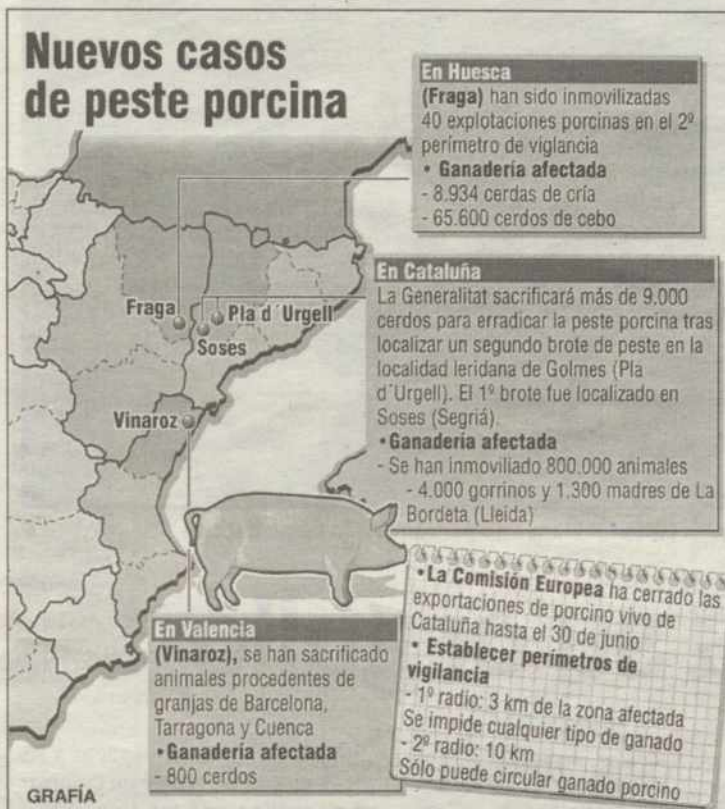 Nuevos casos
de peste porcina
En Huesca
(Fraga) han sido inmovilizadas
40 explotaciones porcinas en el 2º
perímetro de viglancia
• Ganadería afectada
- 8.934 cerdas de cría
- 65.600 cerdos de cebo
En Cataluña
La Generalitat sacrificará más de 9.000
cerdos para erradicar la peste porcina tras
localizar un segundo brote de peste en la
localidad leridana de Golmes (Pla
d´Urgell). El 1º brote fue localizado en
Soses (Segriá).
• Ganadería afectada
- Se han inmoviliado 800.000 animales
- 4.000 gorrinos y 1.300 madres de La
Bordeta (Lleida)
Fraga
Pla d´Urgell
Soses
Vinaroz
• La Comisión Europea ha cerrado las
exportaciones de porcino vivo de
Cataluña hasta el 30 de junio
• Establecer perímetros de
vigilancia
- 1º radio: 3 km de la zona afectada
Se impide cualquier tipo de ganado
- 2º radio: 10 km
Sólo puede circular ganado porcino
En Valencia
(Vinaroz), se han sacrificado
animales procedentes de
granjas de Barcelona,
Tarragona y Cuenca
• Ganadería afectada
- 800 cerdos
GRAFÍA